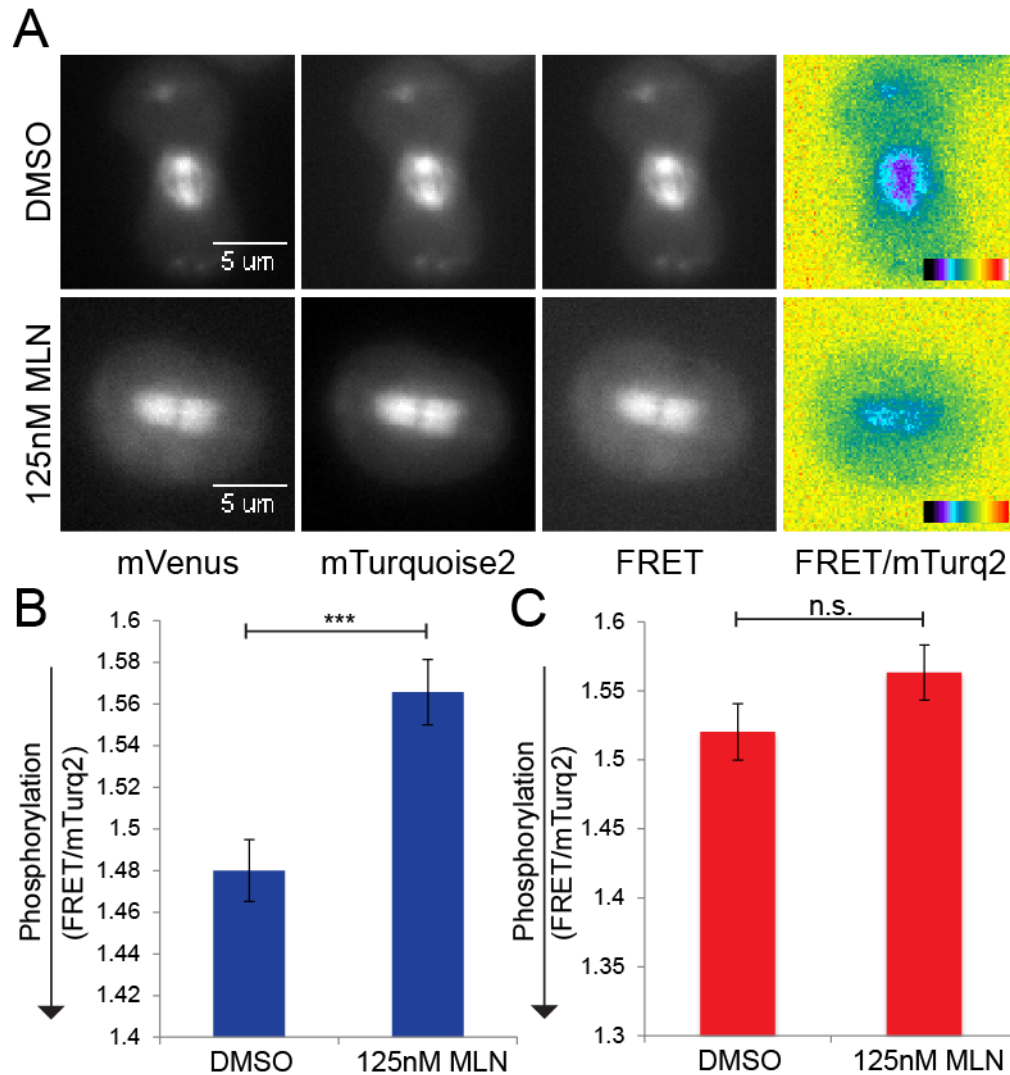 A
DMSO
5 um
125nM MLN
5 um
mVenus
mTurquoise2
FRET
FRET/mTurq2
B
Phosphorylation
(FRET/mTurq2)
1.6
1.58
1.56
1.54
1.52
1.5
1.48
1.46
1.44
1.42
1.4
***
DMSO
125nM MLN
C
Phosphorylation
(FRET/mTurq2)
1.6
1.55
1.5
1.45
1.4
1.35
1.3
n.s.
DMSO
125nM MLN